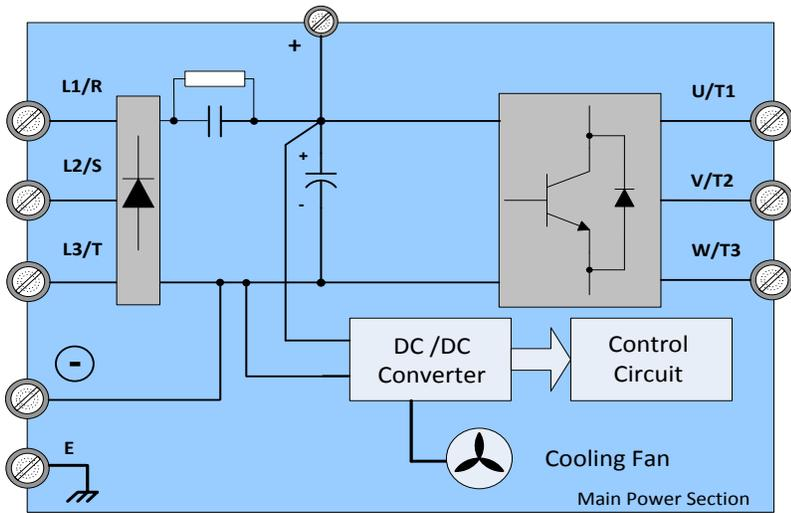 +
L1/R
U/T1
L2/S
+
-
V/T2
L3/T
W/T3
-
DC /DC
Converter
Control
Circuit
E
Cooling Fan
Main Power Section